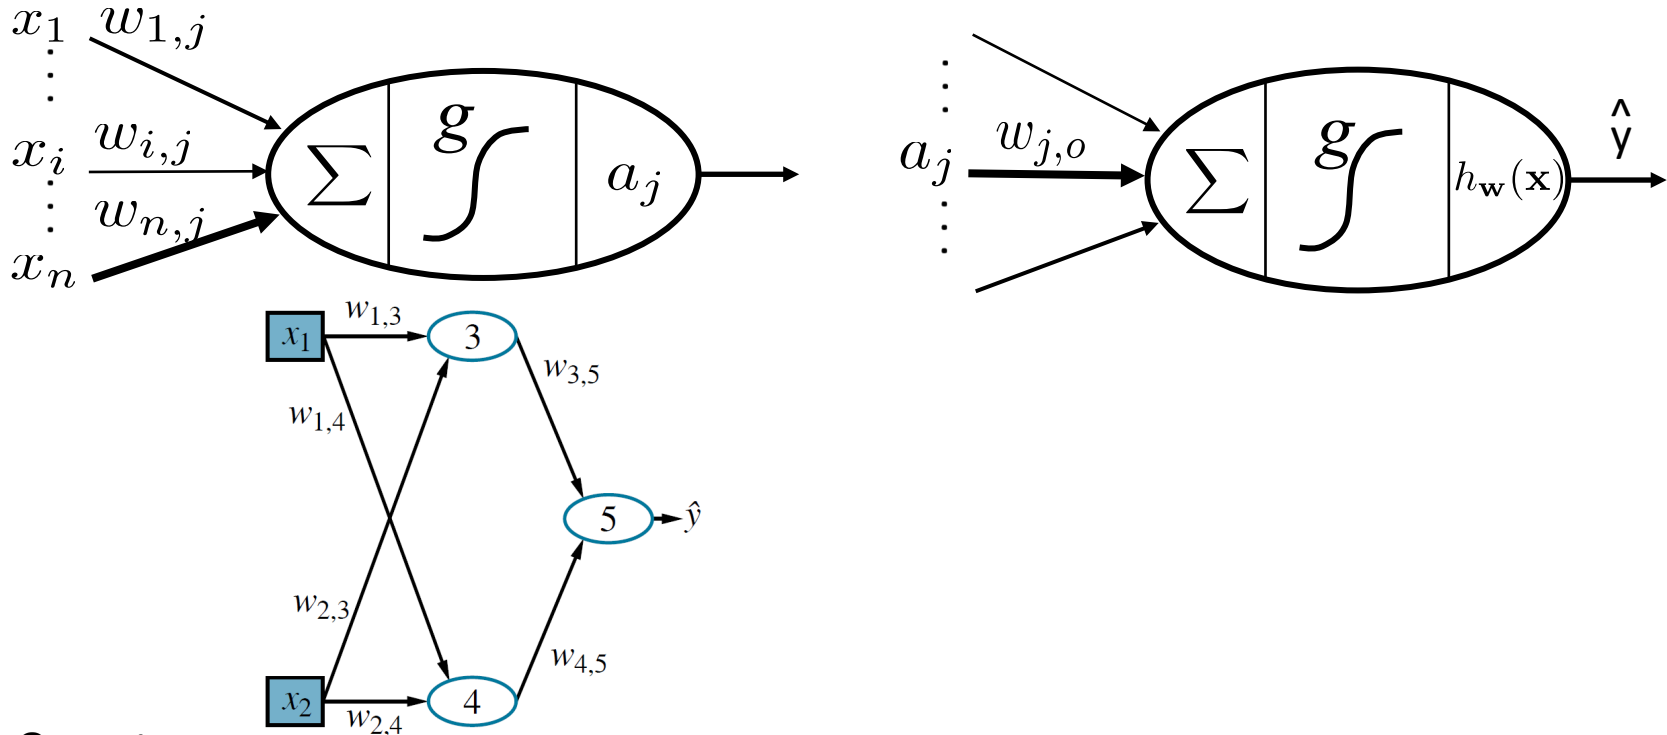 x₁ w₁,ⱼ
xᵢ wᵢ,ⱼ
wₙ,ⱼ
xₙ
∑ g aⱼ
aⱼ wⱼ,ₒ
∑ g h_𝐰(𝐱)
ŷ
x₁ w₁,₃ 3
w₃,₅
w₁,₄
5 ŷ
w₂,₃
w₄,₅
x₂ w₂,₄ 4